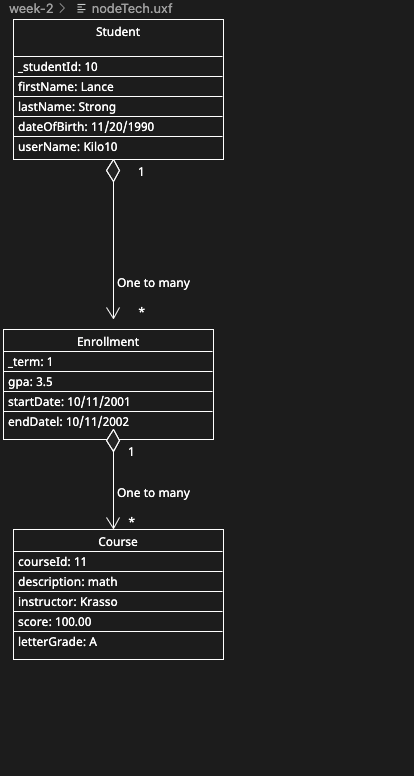 week-2 > nodeTech.uxf
Student
_studentId: 10
firstName: Lance
lastName: Strong
dateOfBirth: 11/20/1990
userName: Kilo10
1
One to many
*
Enrollment
_term: 1
gpa: 3.5
startDate: 10/11/2001
endDatel: 10/11/2002
1
One to many
*
Course
courseId: 11
description: math
instructor: Krasso
score: 100.00
letterGrade: A